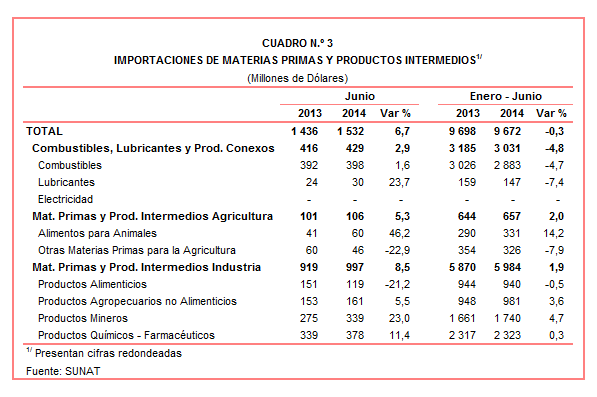 CUADRO N.º 3
IMPORTACIONES DE MATERIAS PRIMAS Y PRODUCTOS INTERMEDIOS1/
(Millones de Dólares)
Junio Enero - Junio
2013 2014 Var % 2013 2014 Var %
TOTAL 1 436 1 532 6,7 9 698 9 672 -0,3
Combustibles, Lubricantes y Prod. Conexos 416 429 2,9 3 185 3 031 -4,8
Combustibles 392 398 1,6 3 026 2 883 -4,7
Lubricantes 24 30 23,7 159 147 -7,4
Electricidad - - - - - -
Mat. Primas y Prod. Intermedios Agricultura 101 106 5,3 644 657 2,0
Alimentos para Animales 41 60 46,2 290 331 14,2
Otras Materias Primas para la Agricultura 60 46 -22,9 354 326 -7,9
Mat. Primas y Prod. Intermedios Industria 919 997 8,5 5 870 5 984 1,9
Productos Alimenticios 151 119 -21,2 944 940 -0,5
Productos Agropecuarios no Alimenticios 153 161 5,5 948 981 3,6
Productos Mineros 275 339 23,0 1 661 1 740 4,7
Productos Químicos - Farmacéuticos 339 378 11,4 2 317 2 323 0,3
1/ Presentan cifras redondeadas
Fuente: SUNAT